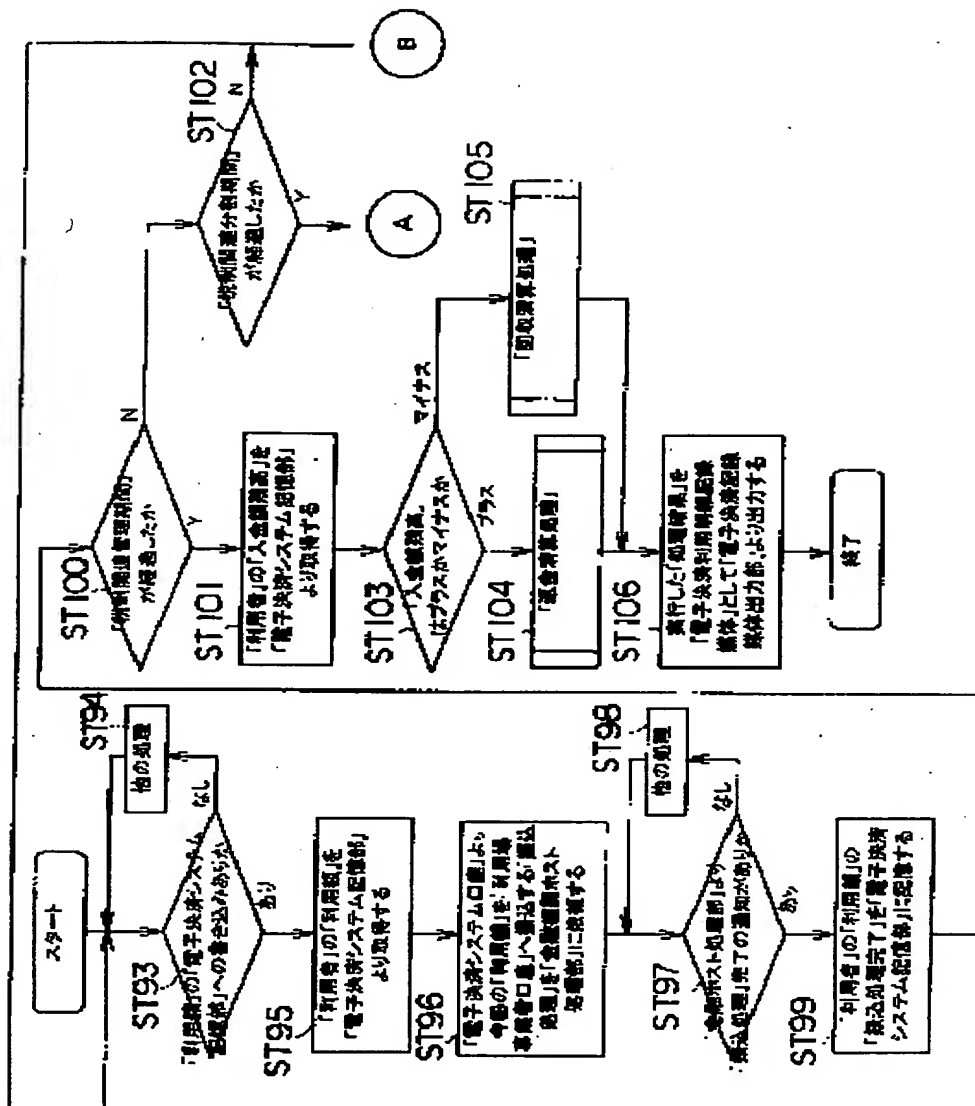 スタート
ST93
「利用額」の「電子決済システム
記憶部」への書き込みありか
なし
あり
ST94
他の処理
ST95
「利用者」の「利用額」を
「電子決済システム記憶部」
より取得する
ST96
「電子決済システム口座」より
今回の「利用額」を「利用場
事業者口座」へ振込する「振込
処理」を「金融機関ホスト
処理部」に依頼する
ST97
「金融ホスト処理部」より
「振込処理」完了の通知がありか
なし
あり
ST98
他の処理
ST99
「利用者」の「利用額」の
「振込処理完了」を「電子決済
システム記憶部」に記憶する
ST100
関連管理期間」
が経過したか
N
Y
ST101
「利用者」の「入金額残高」を
「電子決済システム記憶部」
より取得する
ST102
関連分割期間」
が経過したか
N
Y
A
B
ST103
「入金額残高」
はプラスかマイナスか
マイナス
プラス
ST104
「返金清算処理」
ST105
「回収清算処理」
ST106
実行した「処理結果」を
「電子決済利用明細記録
媒体」として「電子決済記録
媒体出力部」より出力する
終了